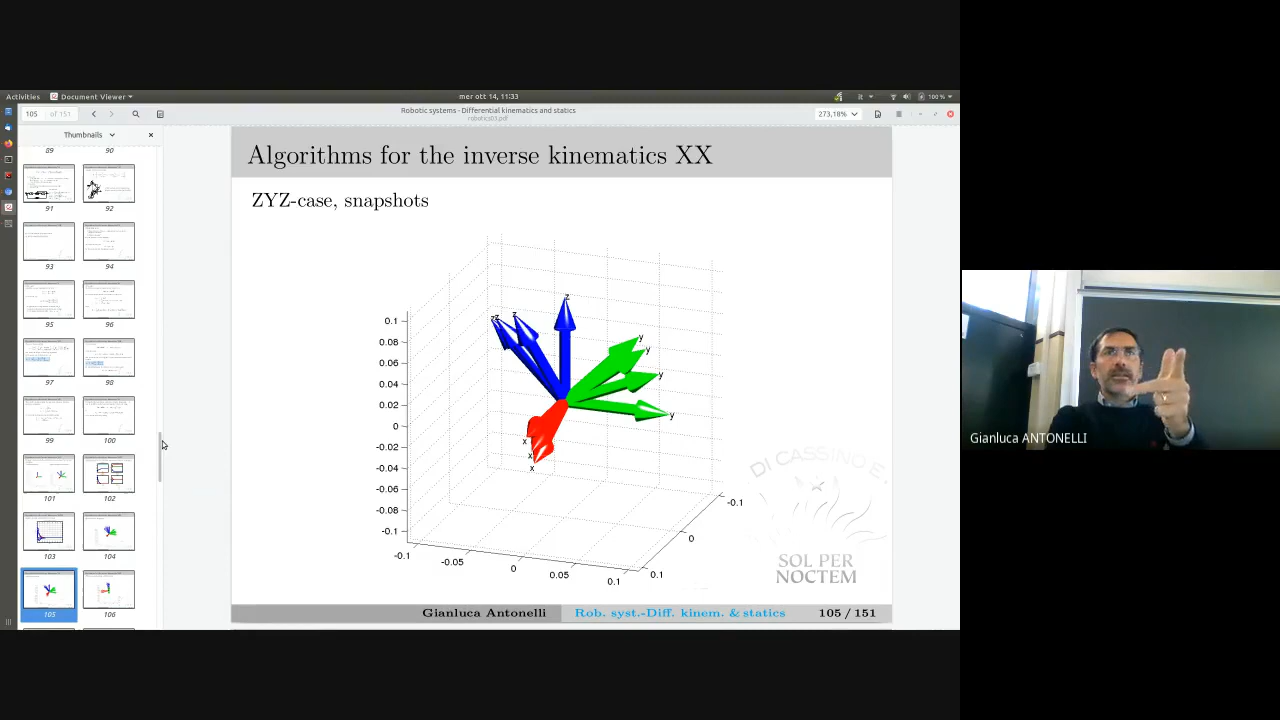 Activities
Document Viewer
mer ott 14, 11:33
100 %
105
of 151
Robotic systems - Differential kinematics and statics
robotics03.pdf
273,18%
Thumbnails
89
90
91
92
93
94
95
96
97
98
99
100
101
102
103
104
105
106
Algorithms for the inverse kinematics XX
ZYZ-case, snapshots
0.1
0.08
0.06
0.04
0.02
0
-0.02
-0.04
-0.06
-0.08
-0.1
-0.1
-0.05
0
0.05
0.1
0.1
0
-0.1
z
z
z
z
y
y
y
x
x
x
DI CASSINO E
SOL PER
NOCTEM
Gianluca Antonelli
Rob. syst.-Diff. kinem. & statics
105 / 151
Gianluca ANTONELLI